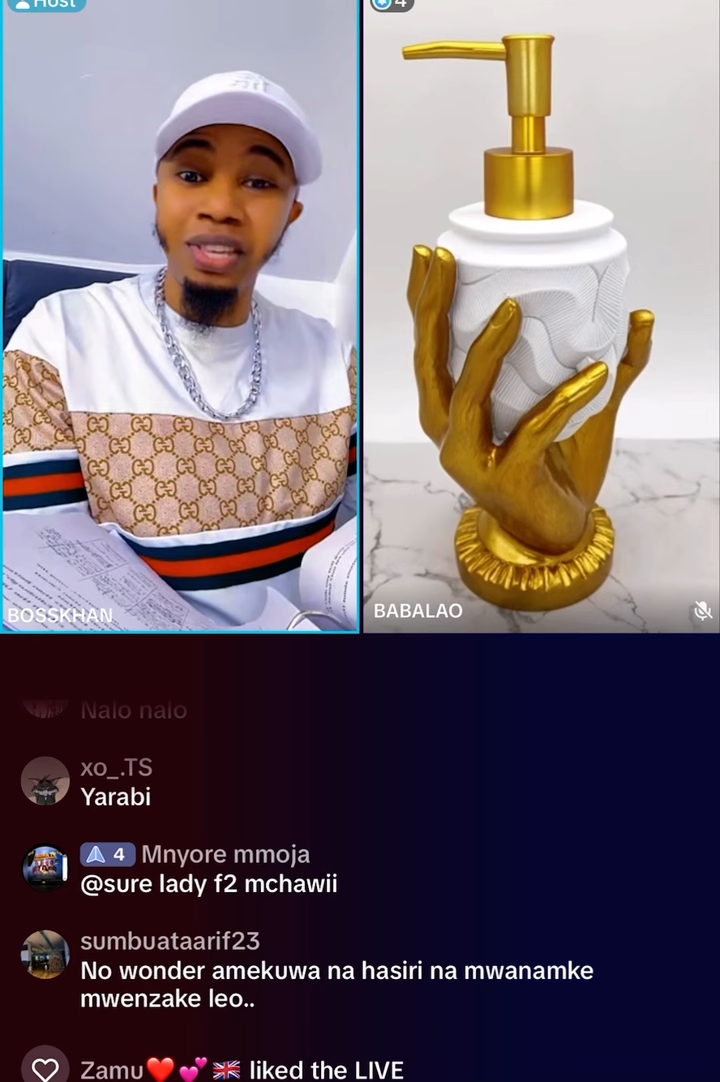 Host
4
BOSSKHAN
BABALAO
Nalo nalo
xo_.TS
Yarabi
4 Mnyore mmoja
@sure lady f2 mchawii
sumbuataarif23
No wonder amekuwa na hasiri na mwanamke
mwenzake leo..
Zamu❤️💕🇬🇧 liked the LIVE